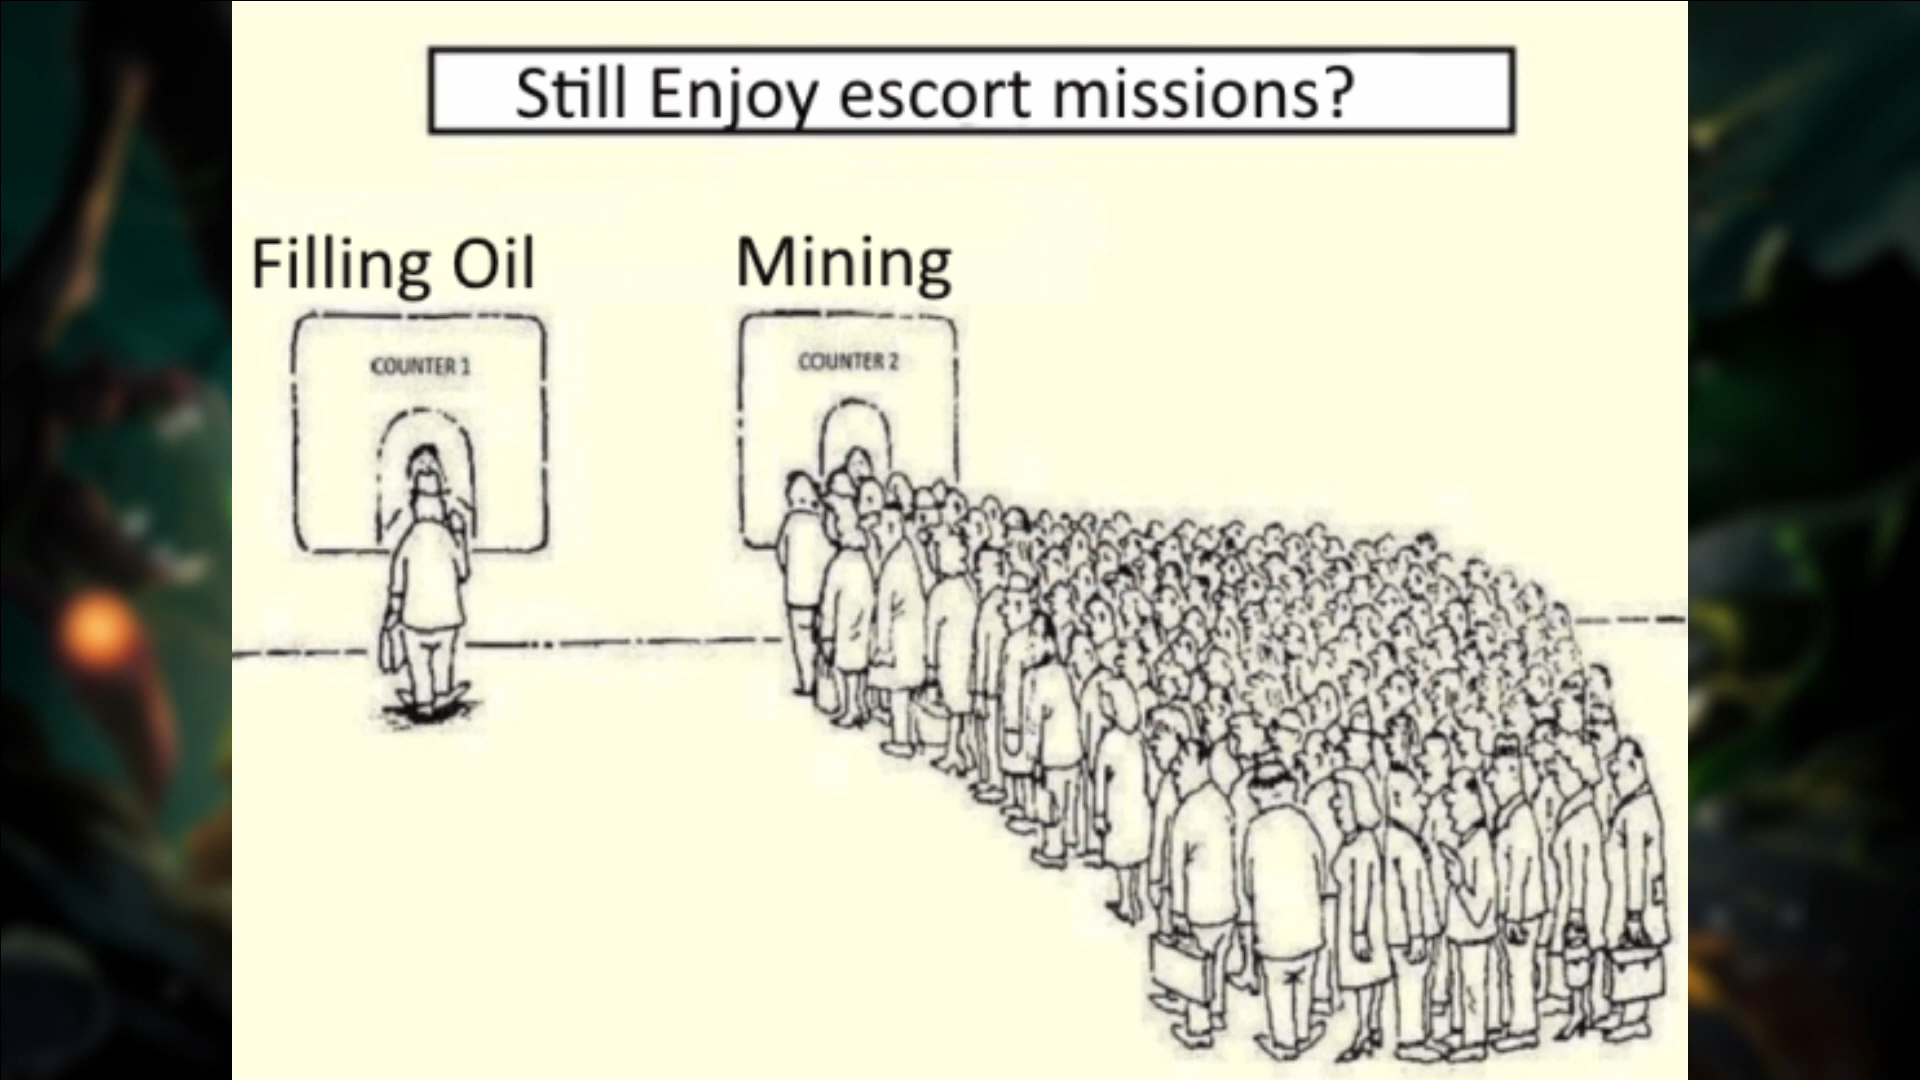 Still Enjoy escort missions?
Filling Oil
Mining
COUNTER 1
COUNTER 2